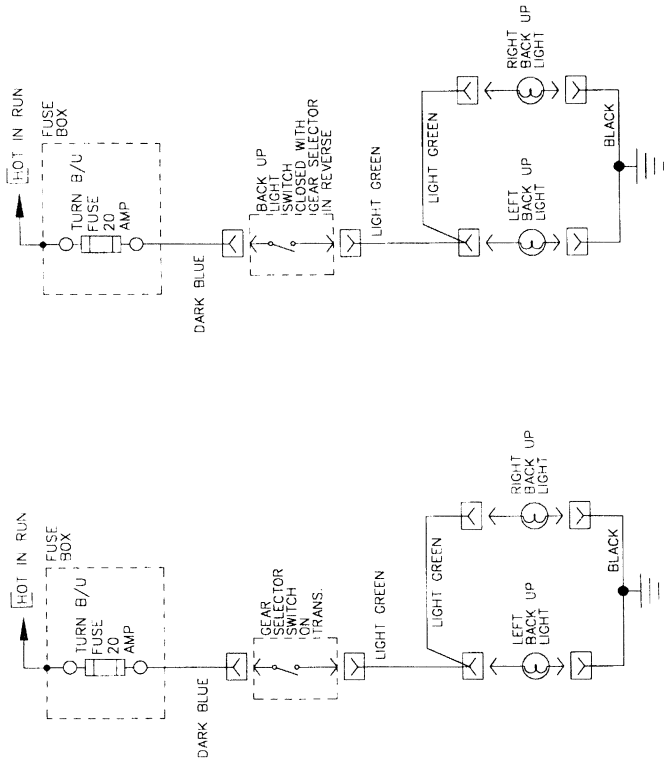 HOT IN RUN
FUSE
BOX
TURN B/U
FUSE
20
AMP
DARK BLUE
GEAR
SELECTOR
SWITCH
ON
TRANS.
LIGHT GREEN
LIGHT GREEN
LEFT
BACK UP
LIGHT
RIGHT
BACK UP
LIGHT
BLACK
HOT IN RUN
FUSE
BOX
TURN B/U
FUSE
20
AMP
DARK BLUE
BACK UP
LIGHT
SWITCH
CLOSED WITH
GEAR SELECTOR
IN REVERSE
LIGHT GREEN
LIGHT GREEN
LEFT
BACK UP
LIGHT
RIGHT
BACK UP
LIGHT
BLACK